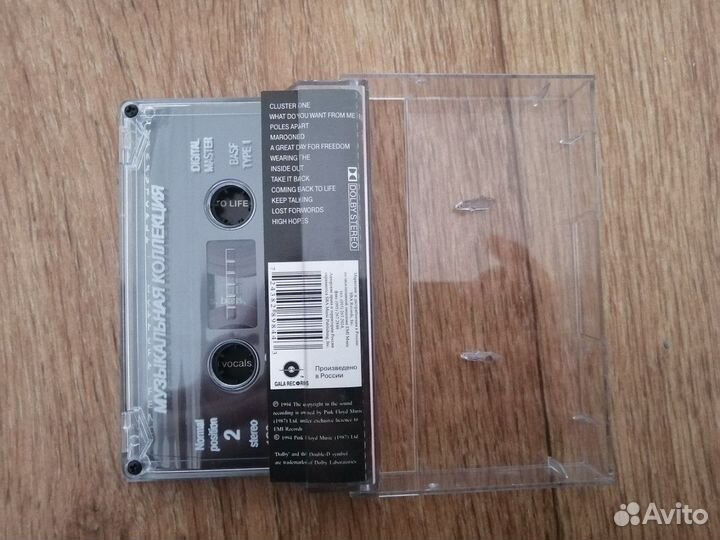 CLUSTER ONE
WHAT DO YOU WANT FROM ME
POLES APART
MAROONED
A GREAT DAY FOR FREEDOM
WEARING THE
INSIDE OUT
TAKE IT BACK
COMING BACK TO LIFE
KEEP TALKING
LOST FORWORDS
HIGH HOPES
DOLBY STEREO
GALA RECORDS
Произведено
в России
℗ 1994 The copyright in the sound
recording is owned by Pink Floyd Music
(1987) Ltd. under exclusive licence to
EMI Records
© 1994 Pink Floyd Music (1987) Ltd.
'Dolby' and the Double-D symbol
are trademarks of Dolby Laboratories
МУЗЫКАЛЬНАЯ КОЛЛЕКЦИЯ
DIGITAL
MASTER
BASF
TYPE I
TO LIFE
vocals
Normal
position
2
stereo
Avito